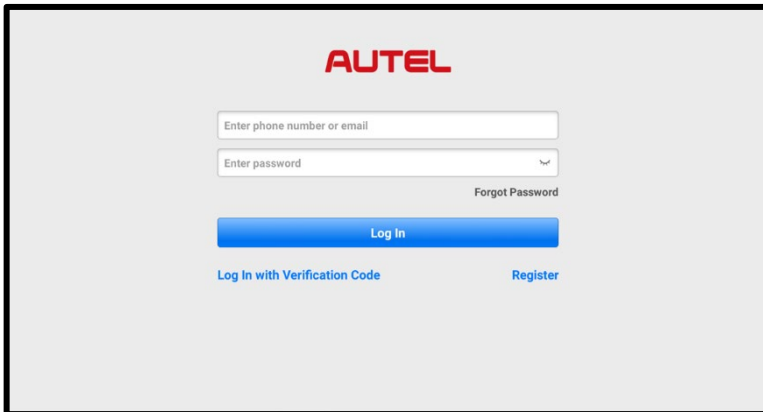 AUTEL
Enter phone number or email
Enter password
Forgot Password
Log In
Log In with Verification Code Register